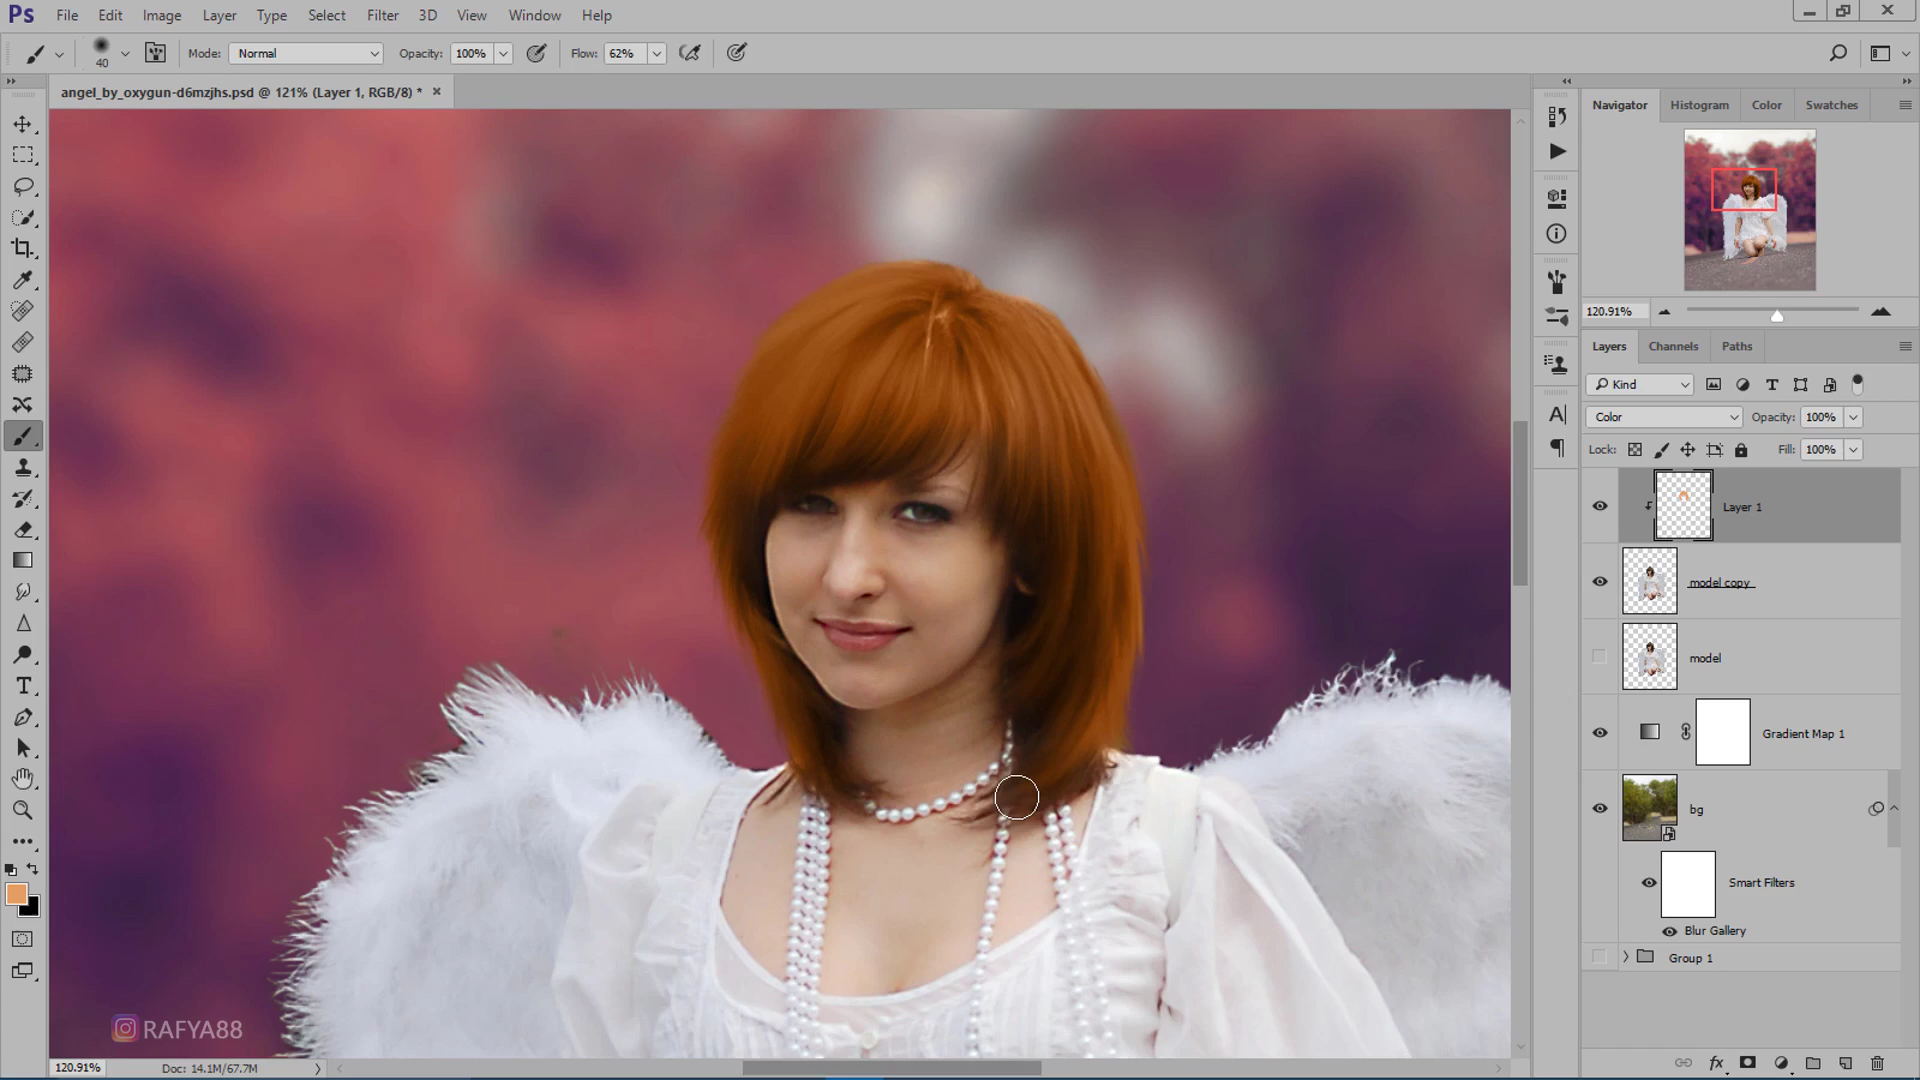 Ps File Edit Image Layer Type Select Filter 3D View Window Help
40 Mode: Normal Opacity: 100% Flow: 62%
angel_by_oxygun-d6mzjhs.psd @ 121% (Layer 1, RGB/8) *
Navigator Histogram Color Swatches
120.91%
Layers Channels Paths
Kind
Color Opacity: 100%
Lock: Fill: 100%
Layer 1
model copy
model
Gradient Map 1
bg
Smart Filters
Blur Gallery
Group 1
RAFYA88
120.91% Doc: 14.1M/67.7M